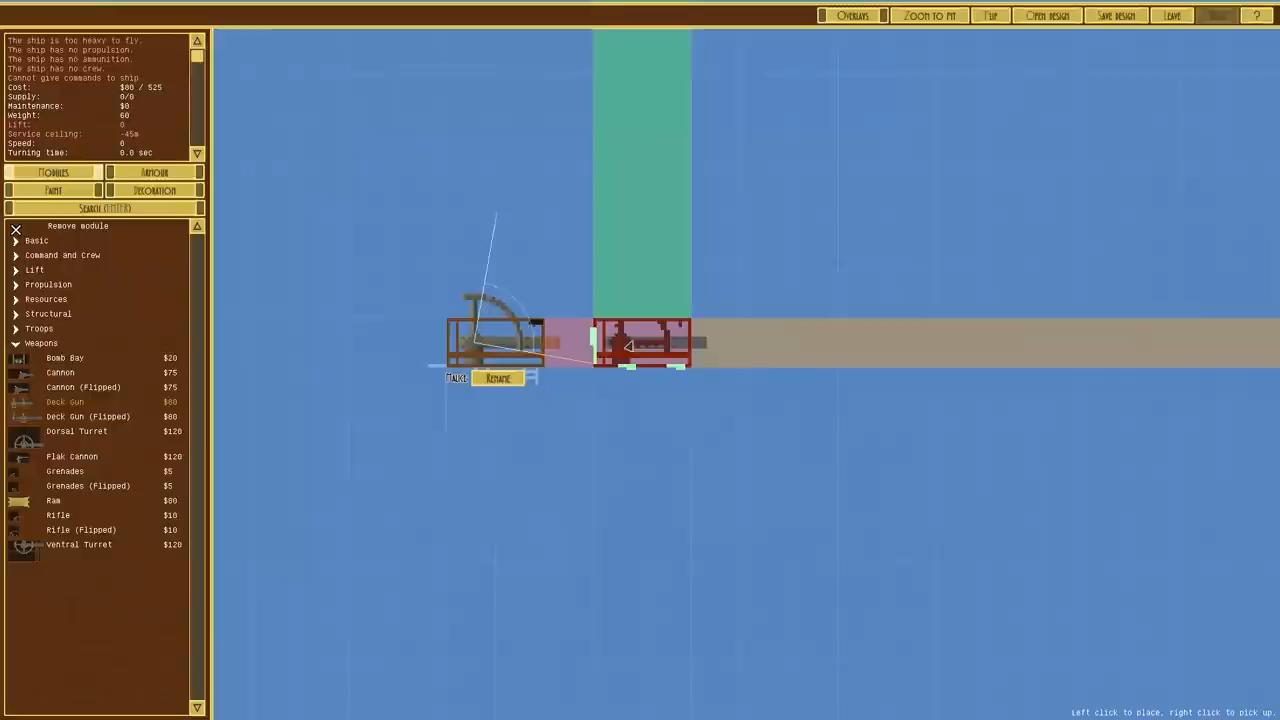 OVERLAYS ZOOM TO FIT FLIP OPEN DESIGN SAVE DESIGN LEAVE ?
The ship is too heavy to fly.
The ship has no propulsion.
The ship has no ammunition.
The ship has no crew.
Cannot give commands to ship
Cost: $80 / 525
Supply: 0/0
Maintenance: $0
Weight: 60
Lift: 0
Service ceiling: -45m
Speed: 0
Turning time: 0.0 sec
MODULES ARMOUR
PAINT DECORATION
SEARCH (ENTER)
Remove module
Basic
Command and Crew
Lift
Propulsion
Resources
Structural
Troops
Weapons
Bomb Bay $20
Cannon $75
Cannon (Flipped) $75
Deck Gun $80
Deck Gun (Flipped) $80
Dorsal Turret $120
Flak Cannon $120
Grenades $5
Grenades (Flipped) $5
Ram $80
Rifle $10
Rifle (Flipped) $10
Ventral Turret $120
MALICE RENAME
Left click to place, right click to pick up.